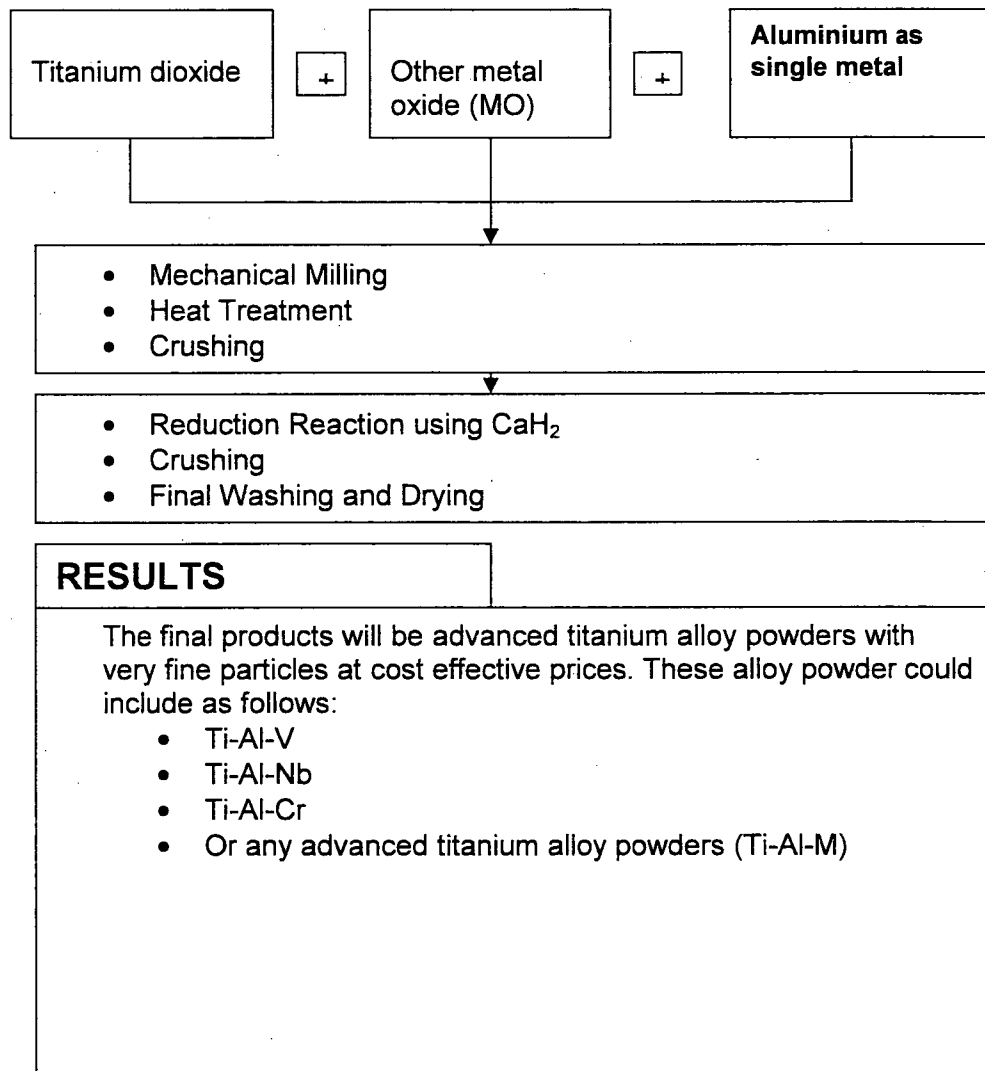 Titanium dioxide
+
Other metal
oxide (MO)
+
Aluminium as
single metal
• Mechanical Milling
• Heat Treatment
• Crushing
• Reduction Reaction using CaH₂
• Crushing
• Final Washing and Drying
RESULTS
The final products will be advanced titanium alloy powders with
very fine particles at cost effective prices. These alloy powder could
include as follows:
• Ti-Al-V
• Ti-Al-Nb
• Ti-Al-Cr
• Or any advanced titanium alloy powders (Ti-Al-M)